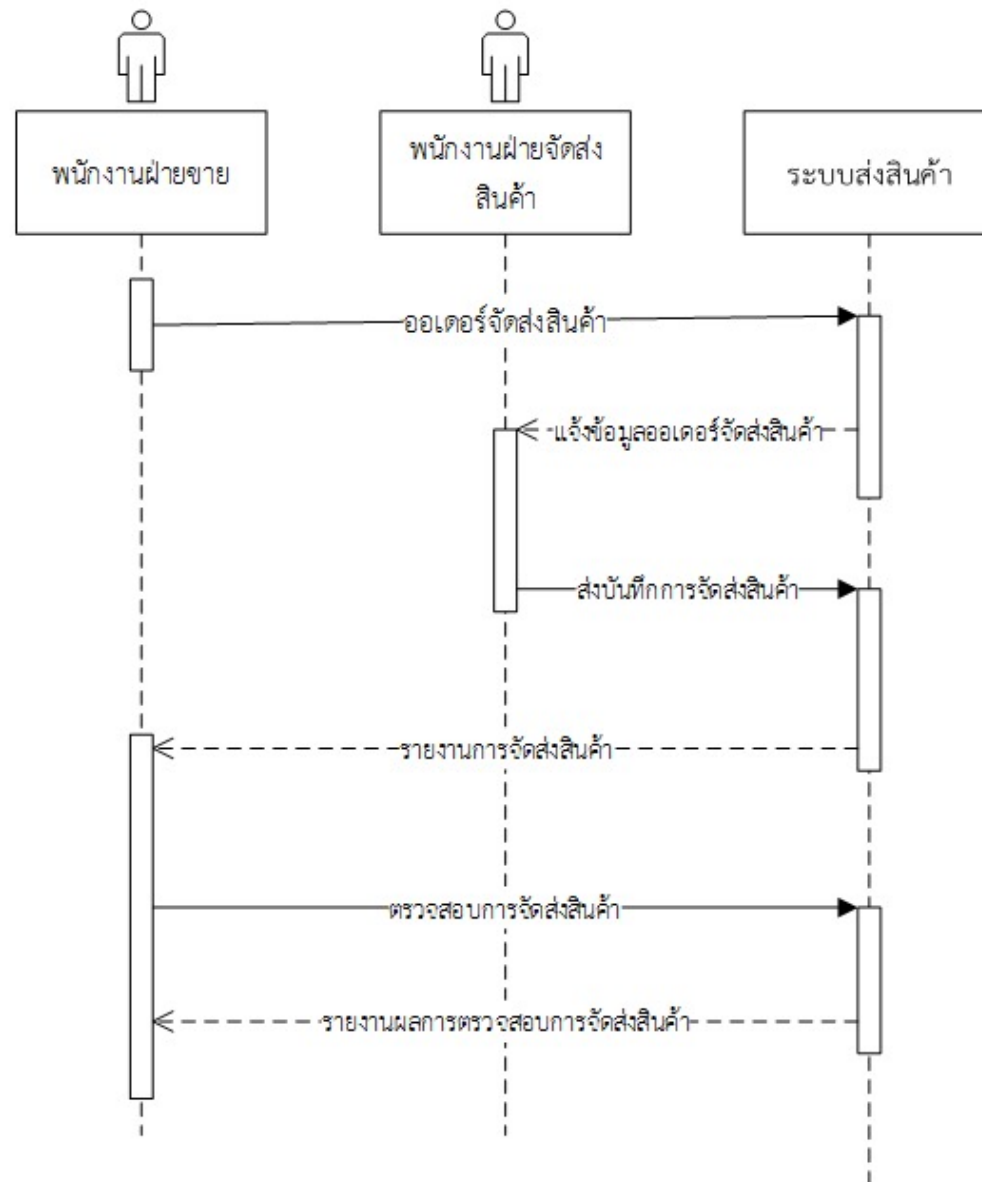 พนักงานฝ่ายขาย
พนักงานฝ่ายจัดส่ง
สินค้า
ระบบส่งสินค้า
ออเดอร์จัดส่งสินค้า
แจ้งข้อมูลออเดอร์จัดส่งสินค้า
ส่งบันทึกการจัดส่งสินค้า
รายงานการจัดส่งสินค้า
ตรวจสอบการจัดส่งสินค้า
รายงานผลการตรวจสอบการจัดส่งสินค้า